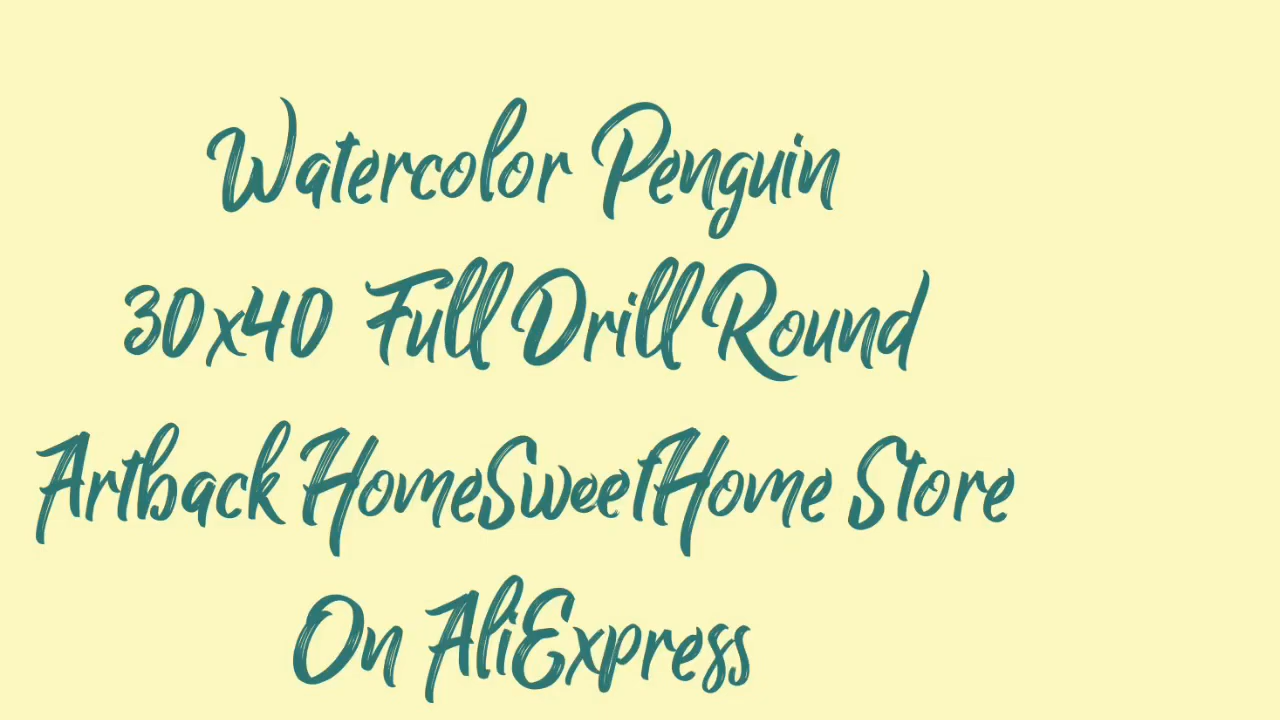 Watercolor Penguin
30x40 Full Drill Round
Artback HomeSweetHome Store
On AliExpress